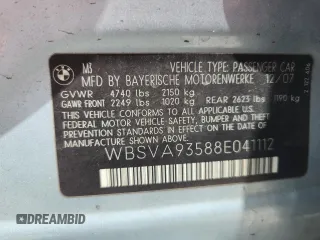 M3 VEHICLE TYPE: PASSENGER CAR
MFD BY BAYERISCHE MOTORENWERKE 12/07
GVWR 4740 lbs 2150 kg
GAWR FRONT 2249 lbs 1020 kg REAR 2623 lbs 1190 kg
THIS VEHICLE CONFORMS TO ALL APPLICABLE U.S. FEDERAL MOTOR VEHICLE
SAFETY, BUMPER AND THEFT PREVENTION
STANDARDS IN EFFECT ON THE DATE OF
MANUFACTURE SHOWN ABOVE.
WBSVA93588E041112
DREAMBID